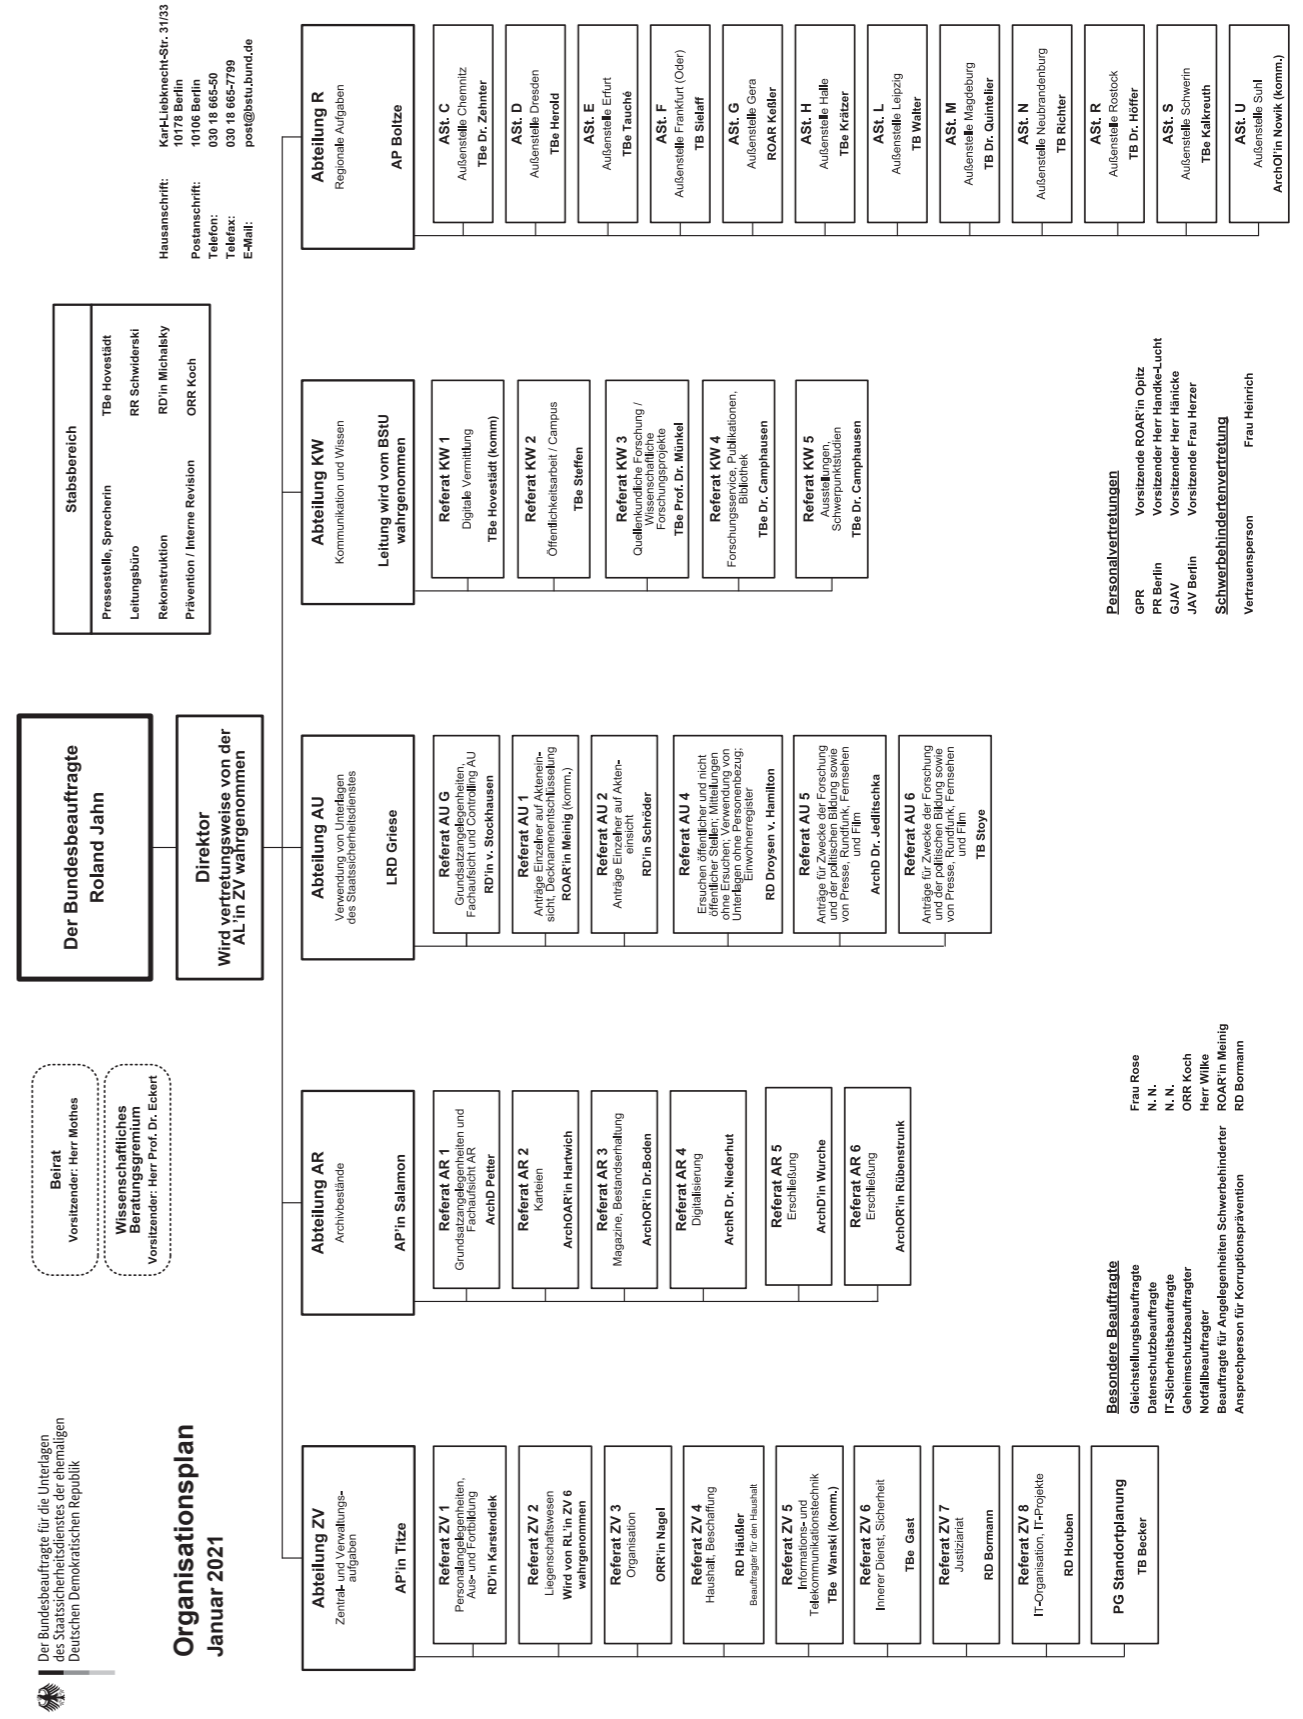 Der Bundesbeauftragte für die Unterlagen
des Staatssicherheitsdienstes der ehemaligen
Deutschen Demokratischen Republik
Organisationsplan
Januar 2021
Beirat
Vorsitzender: Herr Mothes
Wissenschaftliches
Beratungsgremium
Vorsitzender: Herr Prof. Dr. Eckert
Der Bundesbeauftragte
Roland Jahn
Direktor
Wird vertretungsweise von der
AL'in ZV wahrgenommen
Stabsbereich
Pressestelle, Sprecherin TBe Hovestädt
Leitungsbüro RR Schwiderski
Rekonstruktion RD'in Michalsky
Prävention / Interne Revision ORR Koch
Hausanschrift: Karl-Liebknecht-Str. 31/33
10178 Berlin
Postanschrift: 10106 Berlin
Telefon: 030 18 665-50
Telefax: 030 18 665-7799
E-Mail: post@bstu.bund.de
Abteilung ZV
Zentral- und Verwaltungs-
aufgaben
AP'in Titze
Referat ZV 1
Personalangelegenheiten,
Aus- und Fortbildung
RD'in Karstendiek
Referat ZV 2
Liegenschaftswesen
Wird von RL'in ZV 6
wahrgenommen
Referat ZV 3
Organisation
ORR'in Nagel
Referat ZV 4
Haushalt, Beschaffung
RD Häußler
Beauftragter für den Haushalt
Referat ZV 5
Informations- und
Telekommunikationstechnik
TBe Wanski (komm.)
Referat ZV 6
Innerer Dienst, Sicherheit
TBe Gast
Referat ZV 7
Justiziariat
RD Bormann
Referat ZV 8
IT-Organisation, IT-Projekte
RD Houben
PG Standortplanung
TB Becker
Abteilung AR
Archivbestände
AP'in Salamon
Referat AR 1
Grundsatzangelegenheiten und
Fachaufsicht AR
ArchD Petter
Referat AR 2
Karteien
ArchOAR'in Hartwich
Referat AR 3
Magazine, Bestandserhaltung
ArchOR'in Dr.Boden
Referat AR 4
Digitalisierung
ArchR Dr. Niederhut
Referat AR 5
Erschließung
ArchD'in Wurche
Referat AR 6
Erschließung
ArchOR'in Rübenstrunk
Abteilung AU
Verwendung von Unterlagen
des Staatssicherheitsdienstes
LRD Griese
Referat AU G
Grundsatzangelegenheiten,
Fachaufsicht und Controlling AU
RD'in v. Stockhausen
Referat AU 1
Anträge Einzelner auf Aktenein-
sicht, Decknamenentschlüsselung
ROAR'in Meinig (komm.)
Referat AU 2
Anträge Einzelner auf Akten-
einsicht
RD'in Schröder
Referat AU 4
Ersuchen öffentlicher und nicht
öffentlicher Stellen; Mitteilungen
ohne Ersuchen; Verwendung von
Unterlagen ohne Personenbezug;
Einwohnerregister
RD Droysen v. Hamilton
Referat AU 5
Anträge für Zwecke der Forschung
und der politischen Bildung sowie
von Presse, Rundfunk, Fernsehen
und Film
ArchD Dr. Jedlitschka
Referat AU 6
Anträge für Zwecke der Forschung
und der politischen Bildung sowie
von Presse, Rundfunk, Fernsehen
und Film
TB Stoye
Abteilung KW
Kommunikation und Wissen
Leitung wird vom BStU
wahrgenommen
Referat KW 1
Digitale Vermittlung
TBe Hovestädt (komm)
Referat KW 2
Öffentlichkeitsarbeit / Campus
TBe Steffen
Referat KW 3
Quellenkundliche Forschung /
Wissenschaftliche
Forschungsprojekte
TBe Prof. Dr. Münkel
Referat KW 4
Forschungsservice, Publikationen,
Bibliothek
TBe Dr. Camphausen
Referat KW 5
Ausstellungen,
Schwerpunktstudien
TBe Dr. Camphausen
Abteilung R
Regionale Aufgaben
AP Boltze
ASt. C
Außenstelle Chemnitz
TBe Dr. Zehnter
ASt. D
Außenstelle Dresden
TBe Herold
ASt. E
Außenstelle Erfurt
TBe Tauché
ASt. F
Außenstelle Frankfurt (Oder)
TB Sielaff
ASt. G
Außenstelle Gera
ROAR Keßler
ASt. H
Außenstelle Halle
TBe Krätzer
ASt. L
Außenstelle Leipzig
TB Walter
ASt. M
Außenstelle Magdeburg
TB Dr. Quintelier
ASt. N
Außenstelle Neubrandenburg
TB Richter
ASt. R
Außenstelle Rostock
TB Dr. Höffer
ASt. S
Außenstelle Schwerin
TBe Kalkreuth
ASt. U
Außenstelle Suhl
ArchOI'in Nowik (komm.)
Besondere Beauftragte
Gleichstellungsbeauftragte Frau Rose
Datenschutzbeauftragte N. N.
IT-Sicherheitsbeauftragte N. N.
Geheimschutzbeauftragter ORR Koch
Notfallbeauftragter Herr Wilke
Beauftragte für Angelegenheiten Schwerbehinderter ROAR'in Meinig
Ansprechperson für Korruptionsprävention RD Bormann
Personalvertretungen
GPR Vorsitzende ROAR'in Opitz
PR Berlin Vorsitzender Herr Handke-Lucht
GJAV Vorsitzender Herr Hänicke
JAV Berlin Vorsitzende Frau Herzer
Schwerbehindertenvertretung
Vertrauensperson Frau Heinrich